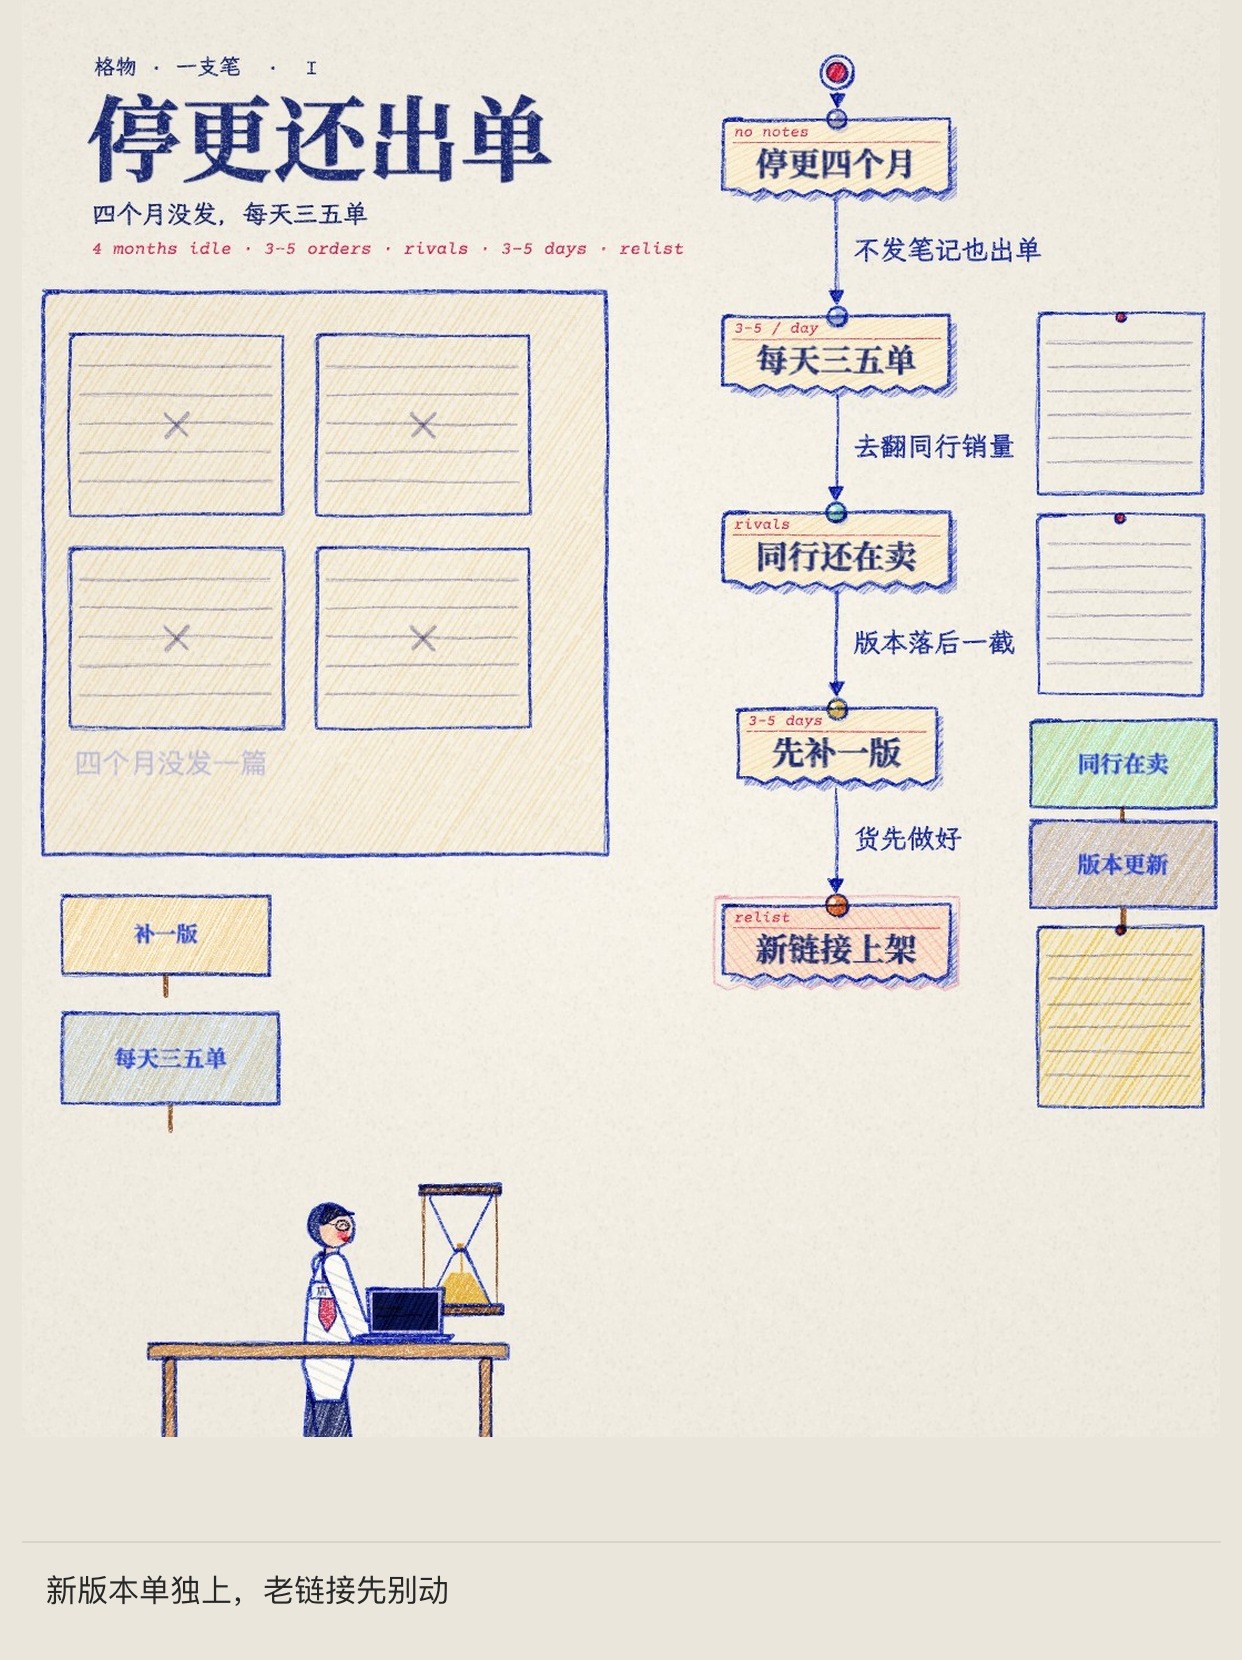 格物 · 一支笔 · I
停更还出单
四个月没发，每天三五单
4 months idle · 3-5 orders · rivals · 3-5 days · relist
四个月没发一篇
补一版
每天三五单
店
no notes
停更四个月
不发笔记也出单
3-5 / day
每天三五单
去翻同行销量
rivals
同行还在卖
版本落后一截
3-5 days
先补一版
货先做好
relist
新链接上架
同行在卖
版本更新
新版本单独上，老链接先别动